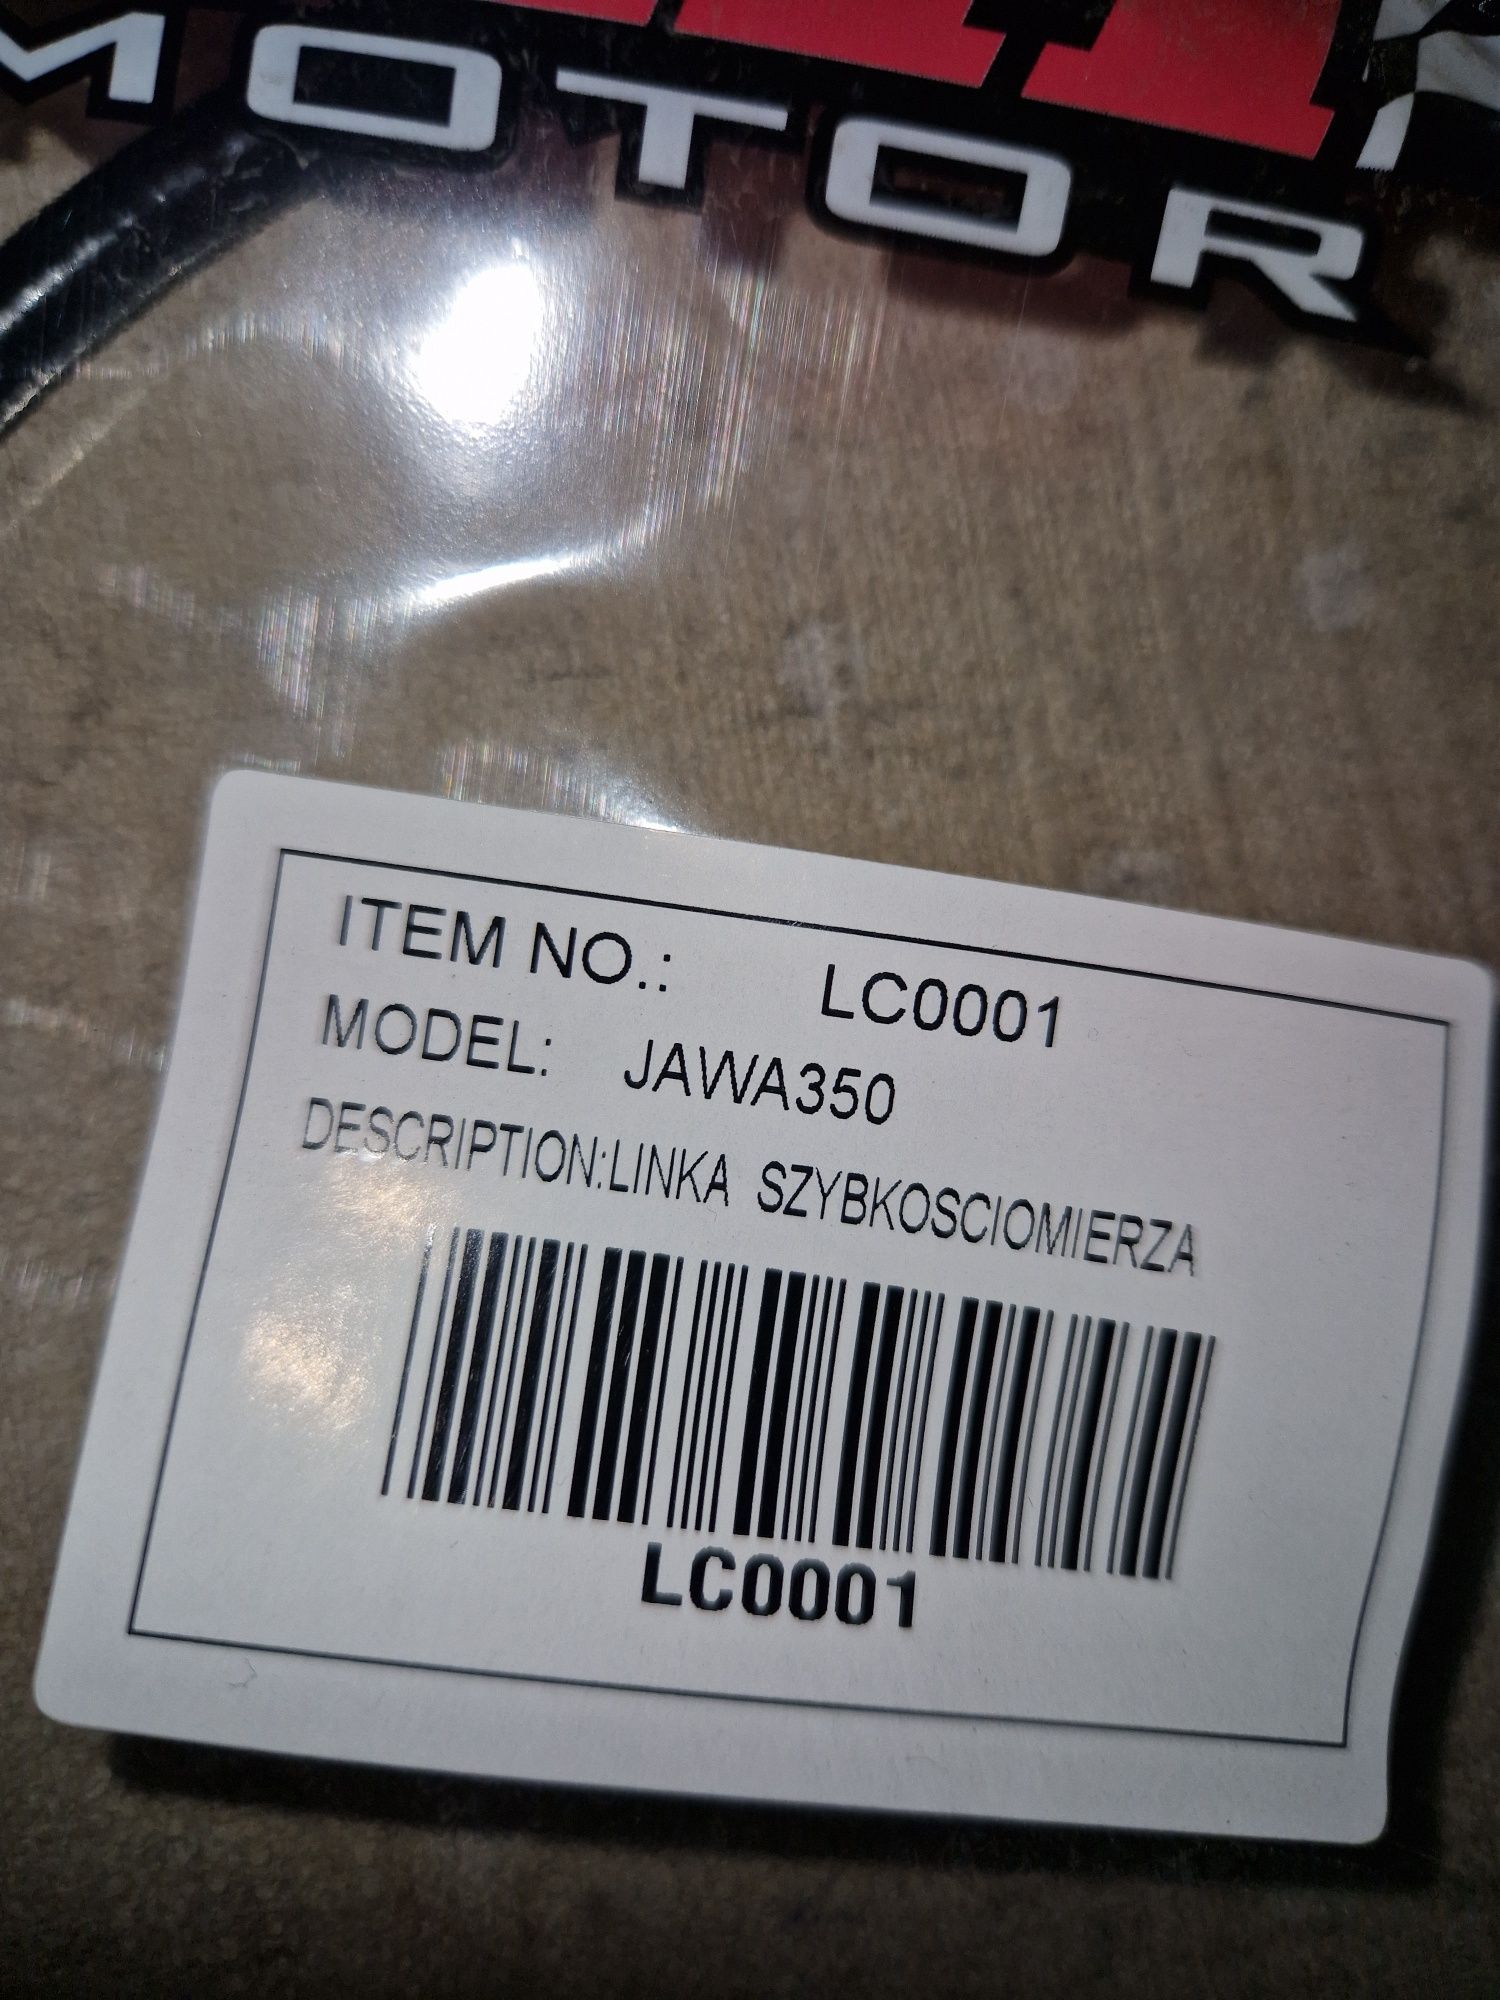 MOTOR
ITEM NO.: LC0001
MODEL: JAWA350
DESCRIPTION:LINKA SZYBKOSCIOMIERZA
LC0001